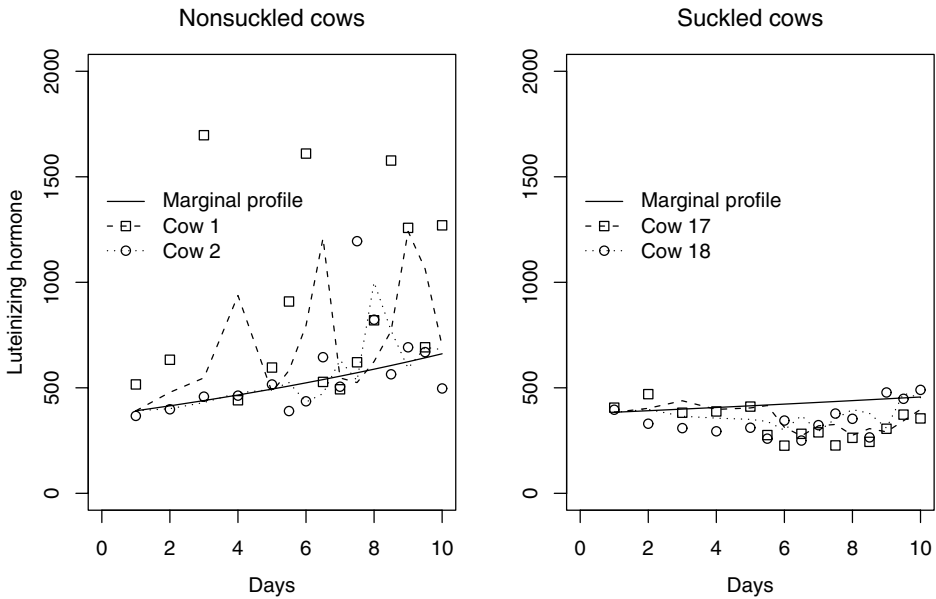 Nonsuckled cows
Suckled cows
Luteinizing hormone
2000
1500
1000
500
0
Marginal profile
Cow 1
Cow 2
0 2 4 6 8 10
Days
2000
1500
1000
500
0
Marginal profile
Cow 17
Cow 18
0 2 4 6 8 10
Days